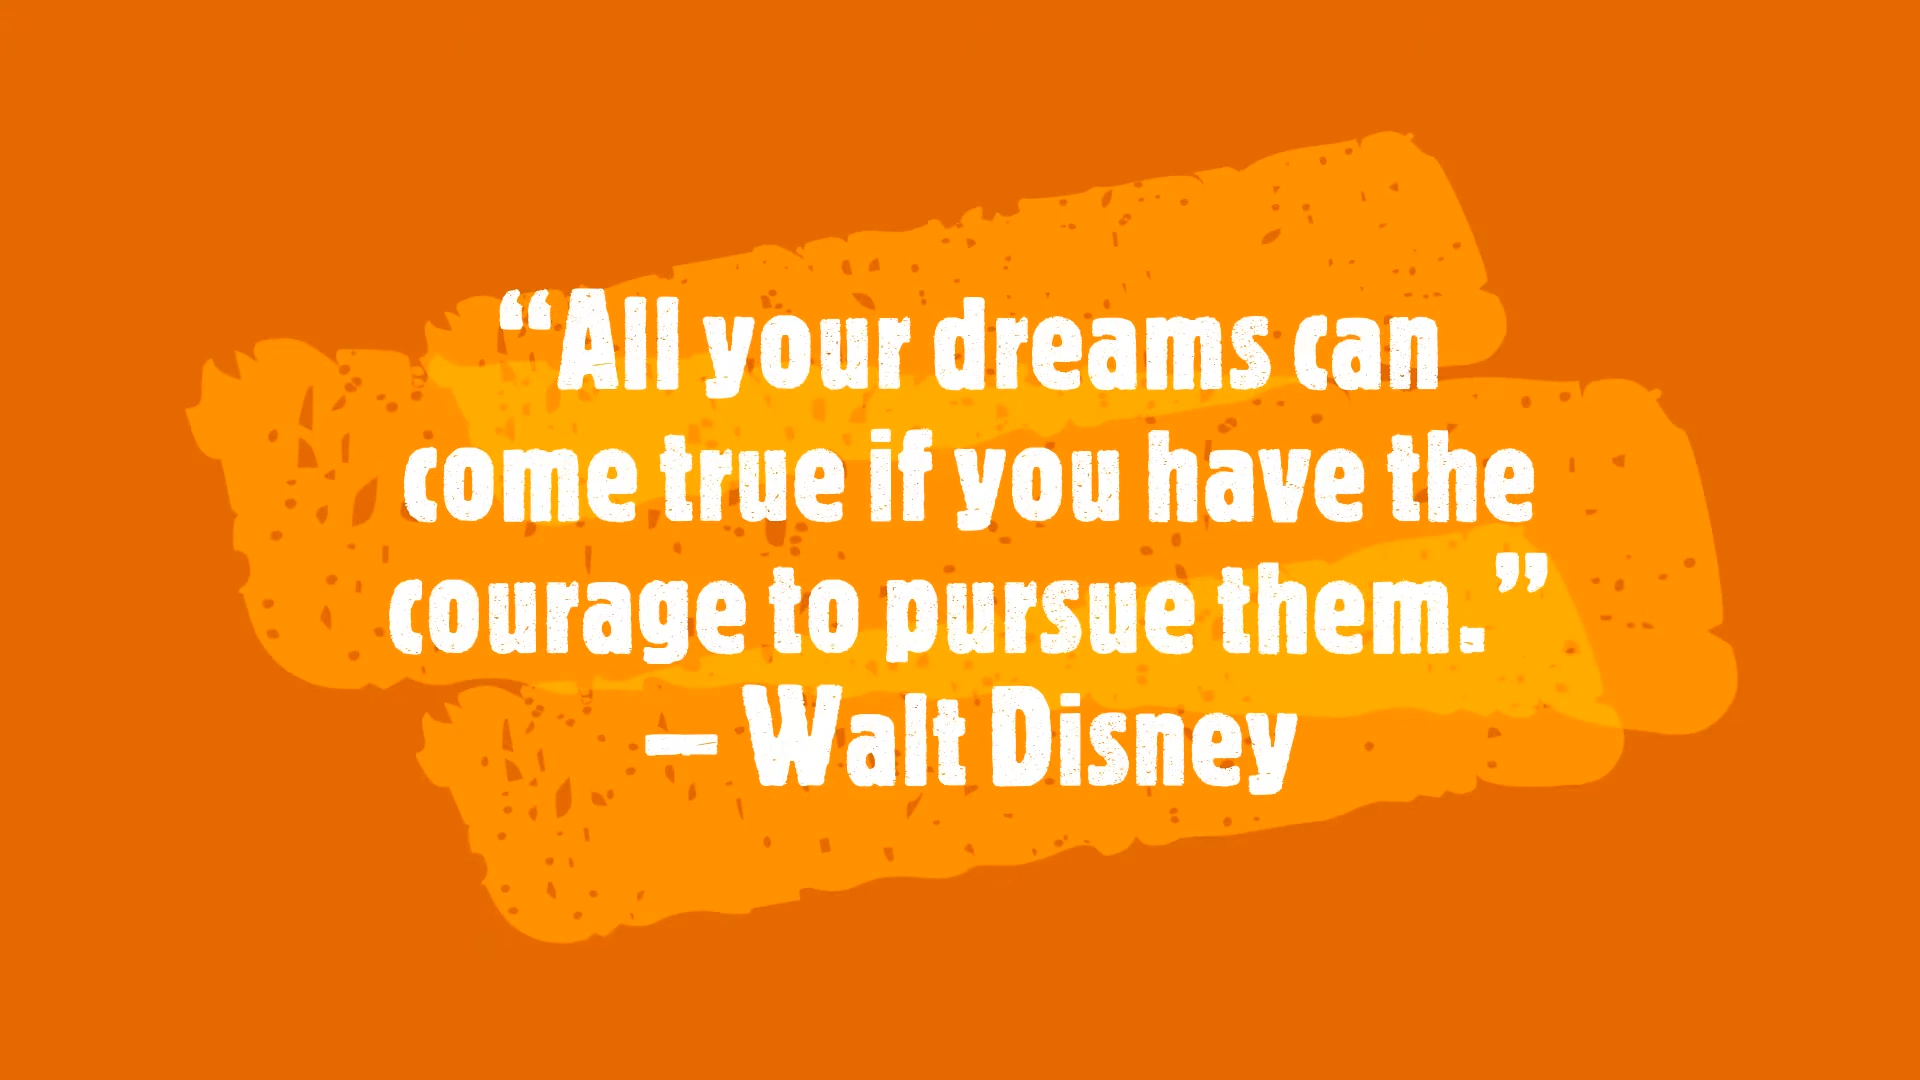 “All your dreams can
come true if you have the
courage to pursue them.”
— Walt Disney